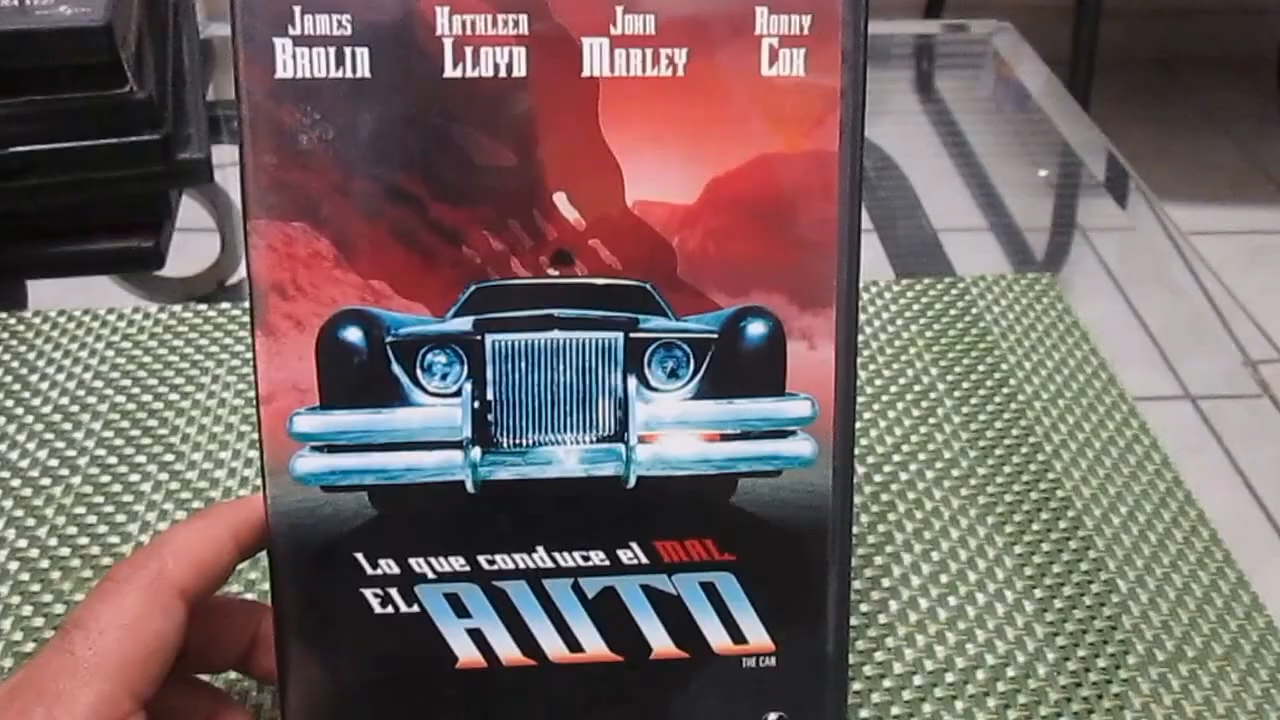 JAMES BROLIN
KATHLEEN LLOYD
JOHN MARLEY
RONNY COX
Lo que conduce el MAL.
EL AUTO
THE CAR